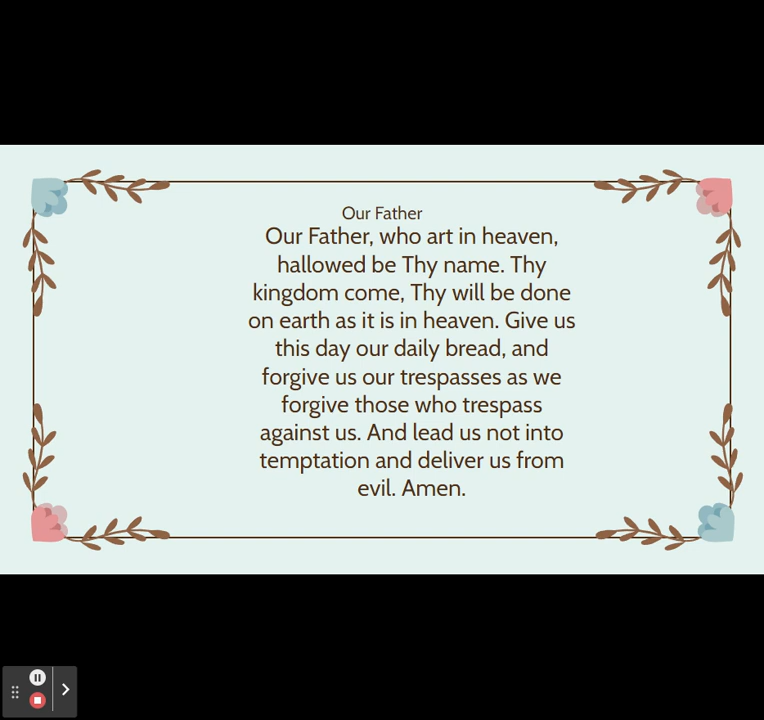 Our Father
Our Father, who art in heaven,
hallowed be Thy name. Thy
kingdom come, Thy will be done
on earth as it is in heaven. Give us
this day our daily bread, and
forgive us our trespasses as we
forgive those who trespass
against us. And lead us not into
temptation and deliver us from
evil. Amen.